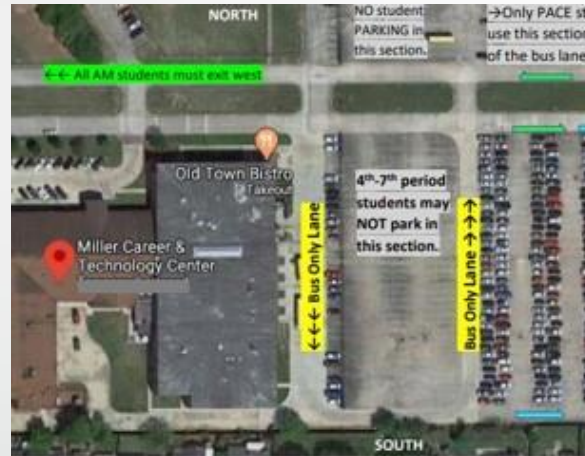 NORTH
NO student
PARKING in
this section.
→Only PACE st
use this section
of the bus lane
←← All AM students must exit west
Old Town Bistro
Takeout
4th-7th period
students may
NOT park in
this section.
Miller Career &
Technology Center
←←← Bus Only Lane
Bus Only Lane →→→
SOUTH